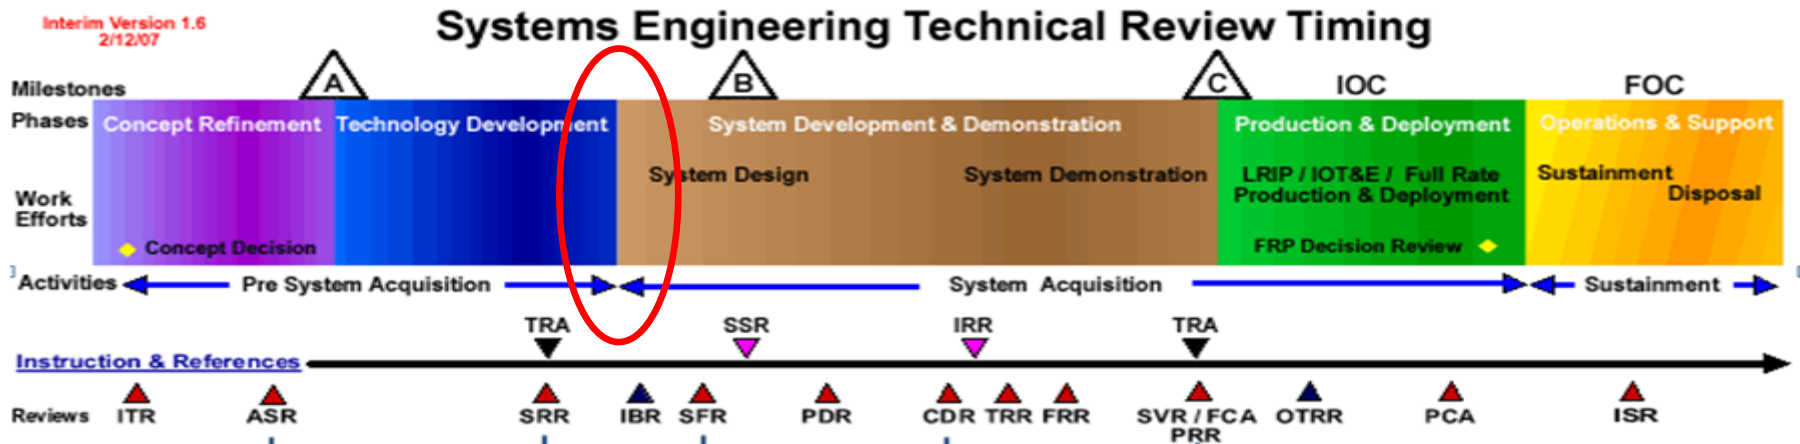 Interim Version 1.6
2/12/07
Systems Engineering Technical Review Timing
Milestones
A
B
C
IOC
FOC
Phases
Concept Refinement
Technology Development
System Development & Demonstration
Production & Deployment
Operations & Support
Work
Efforts
System Design
System Demonstration
LRIP / IOT&E / Full Rate
Production & Deployment
Sustainment
Disposal
Concept Decision
FRP Decision Review
Activities
Pre System Acquisition
System Acquisition
Sustainment
TRA
SSR
IRR
TRA
Instruction & References
Reviews
ITR
ASR
SRR
IBR
SFR
PDR
CDR
TRR
FRR
SVR / FCA
PRR
OTRR
PCA
ISR